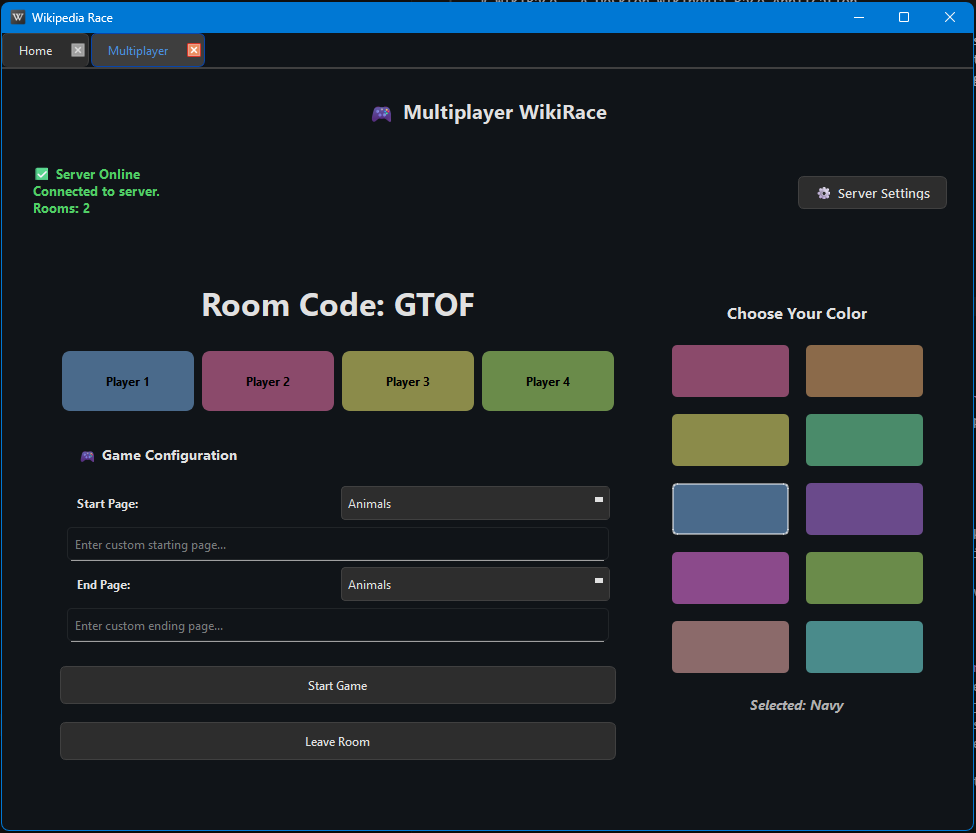 Wikipedia Race
Home
Multiplayer
Multiplayer WikiRace
Server Online
Connected to server.
Rooms: 2
Server Settings
Room Code: GTOF
Choose Your Color
Player 1 Player 2 Player 3 Player 4
Game Configuration
Start Page: Animals
Enter custom starting page...
End Page: Animals
Enter custom ending page...
Start Game
Leave Room
Selected: Navy